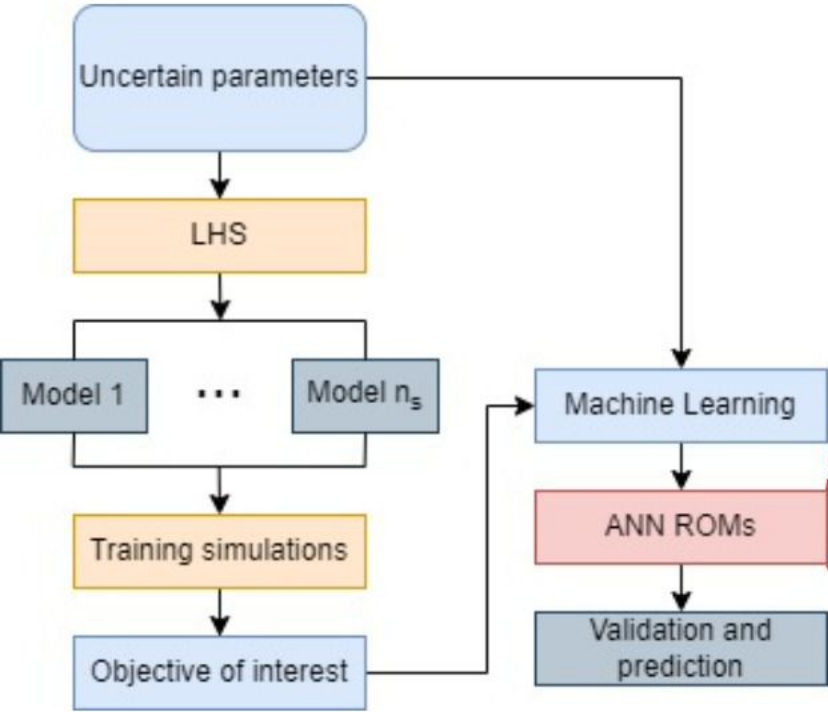 Uncertain parameters
LHS
Model 1
...
Model nₛ
Training simulations
Objective of interest
Machine Learning
ANN ROMs
Validation and
prediction